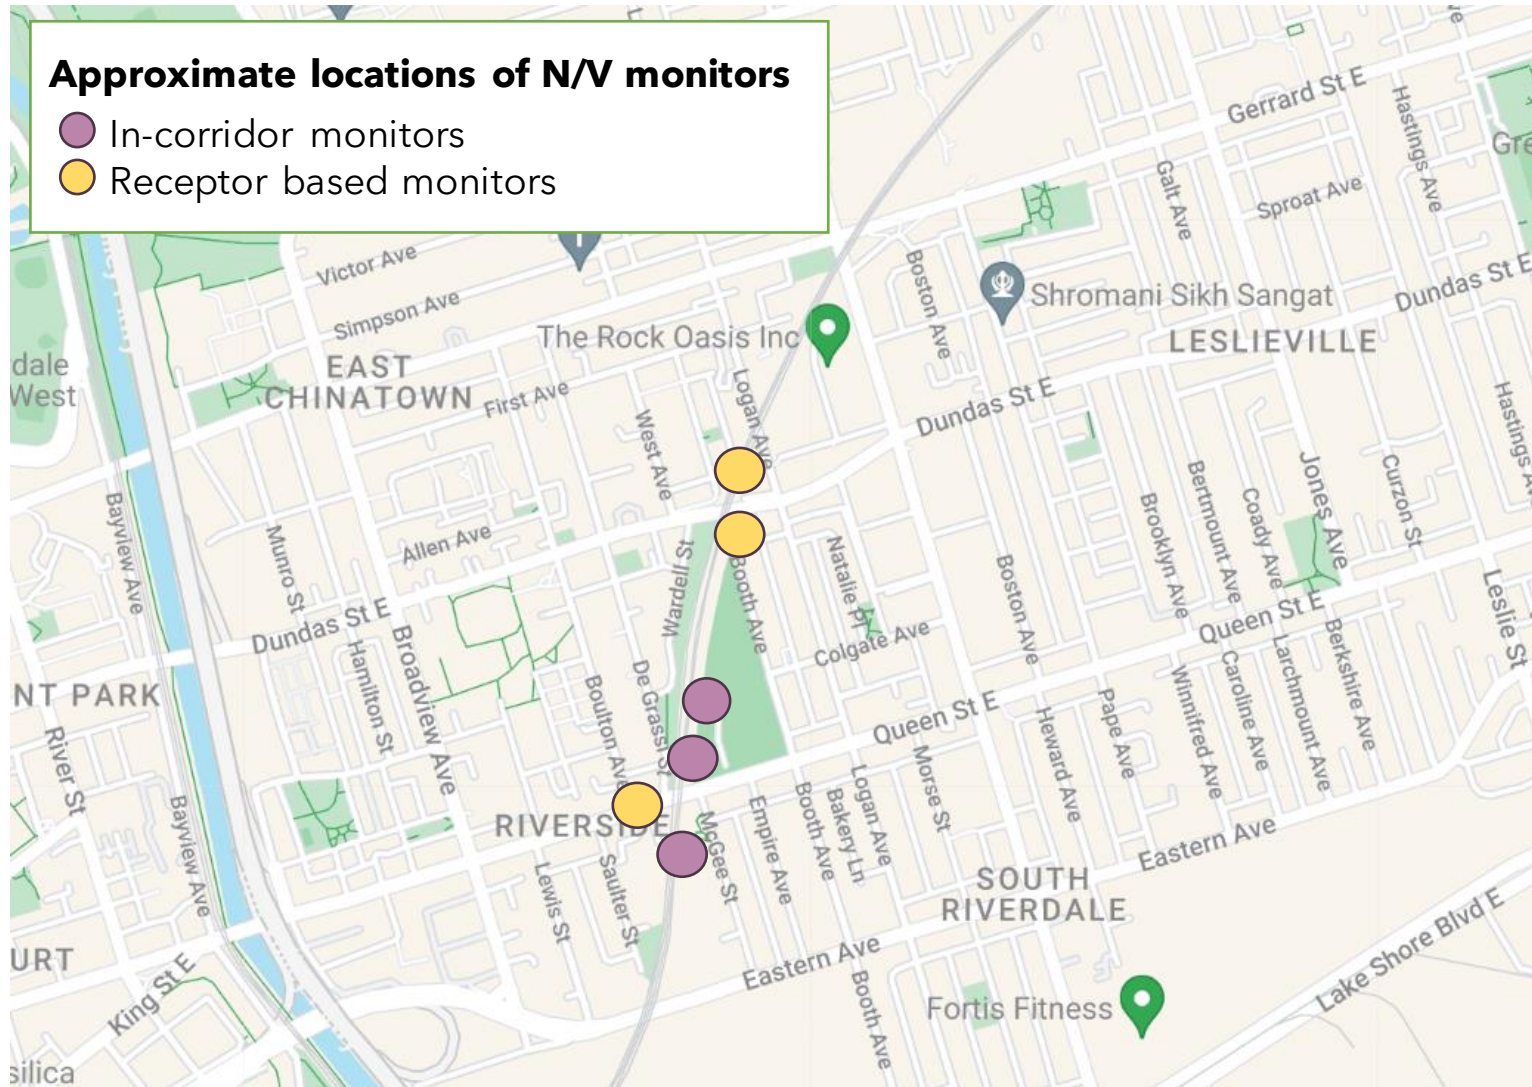 Approximate locations of N/V monitors
In-corridor monitors
Receptor based monitors
Gerrard St E
Hastings Ave
Gre
Galt Ave
Sproat Ave
Victor Ave
Simpson Ave
Boston Ave
Shromani Sikh Sangat
Dundas St E
LESLIEVILLE
The Rock Oasis Inc
dale
West
EAST
CHINATOWN
First Ave
Logan Ave
West Ave
Dundas St E
Hastings A
Bayview Ave
Munro St
Allen Ave
Wardell St
Booth Ave
Natalie Pl
Colgate Ave
Boston Ave
Brooklyn Ave
Bertmount Ave
Coady Ave
Jones Ave
Curzon St
Leslie St
Queen St E
Dundas St E
Hamilton St
Broadview Ave
NT PARK
River St
Boulton Ave
De Grassi St
Queen St E
Heward Ave
Pape Ave
Winnifred Ave
Caroline Ave
Larchmount Ave
Berkshire Ave
Bayview Ave
RIVERSIDE
McGee St
Empire Ave
Booth Ave
Bakery Ln
Logan Ave
Morse St
Eastern Ave
Lewis St
Saulter St
SOUTH
RIVERDALE
URT
King St E
Eastern Ave
Booth Ave
Fortis Fitness
Lake Shore Blvd E
silica